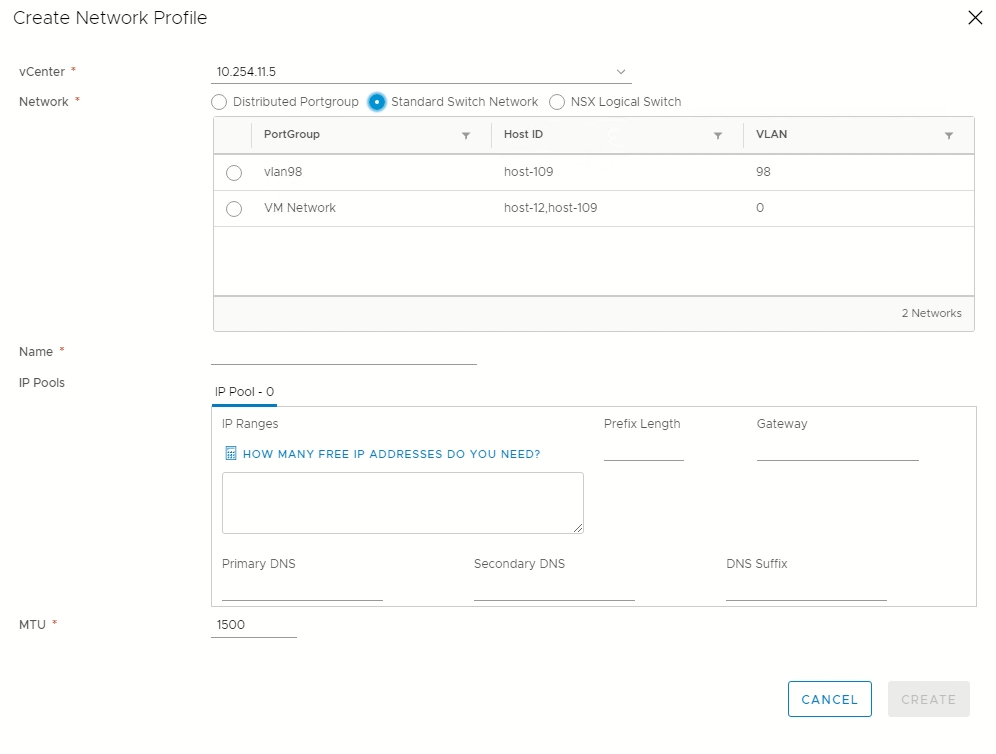 Create Network Profile
vCenter *
10.254.11.5
Network *
Distributed Portgroup Standard Switch Network NSX Logical Switch
PortGroup Host ID VLAN
vlan98 host-109 98
VM Network host-12,host-109 0
2 Networks
Name *
IP Pools
IP Pool - 0
IP Ranges Prefix Length Gateway
HOW MANY FREE IP ADDRESSES DO YOU NEED?
Primary DNS Secondary DNS DNS Suffix
MTU * 1500
CANCEL CREATE